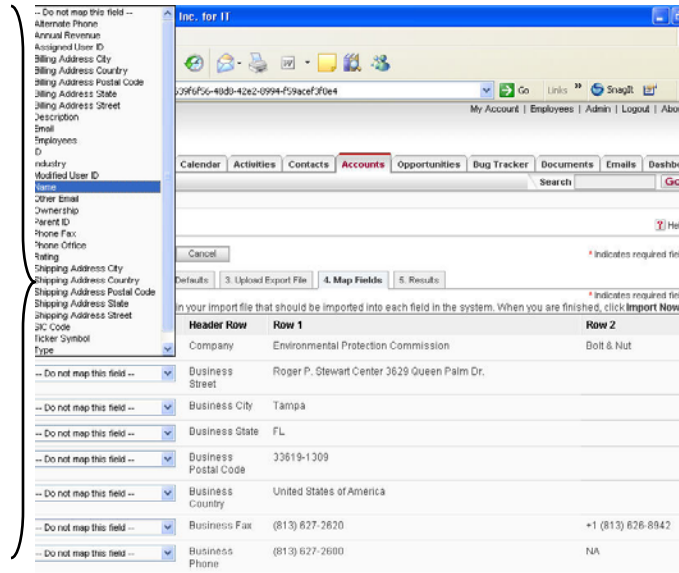 -- Do not map this field --
Alternate Phone
Annual Revenue
Assigned User ID
Billing Address City
Billing Address Country
Billing Address Postal Code
Billing Address State
Billing Address Street
Description
Email
Employees
ID
Industry
Modified User ID
Name
Other Email
Ownership
Parent ID
Phone Fax
Phone Office
Rating
Shipping Address City
Shipping Address Country
Shipping Address Postal Code
Shipping Address State
Shipping Address Street
SIC Code
Ticker Symbol
Type
Inc. for IT
Go Links » SnagIt
My Account | Employees | Admin | Logout | Abou
Calendar Activities Contacts Accounts Opportunities Bug Tracker Documents Emails Dashbo
Search Go
? Hel
Cancel * Indicates required fiel
Defaults 3. Upload Export File 4. Map Fields 5. Results
* Indicates required fiel
in your import file that should be imported into each field in the system. When you are finished, click Import Now
Header Row Row 1 Row 2
Company Environmental Protection Commission Bolt & Nut
-- Do not map this field -- Business Street Roger P. Stewart Center 3629 Queen Palm Dr.
-- Do not map this field -- Business City Tampa
-- Do not map this field -- Business State FL
-- Do not map this field -- Business Postal Code 33619-1309
-- Do not map this field -- Business Country United States of America
-- Do not map this field -- Business Fax (813) 627-2620 +1 (813) 626-8942
-- Do not map this field -- Business Phone (813) 627-2600 NA